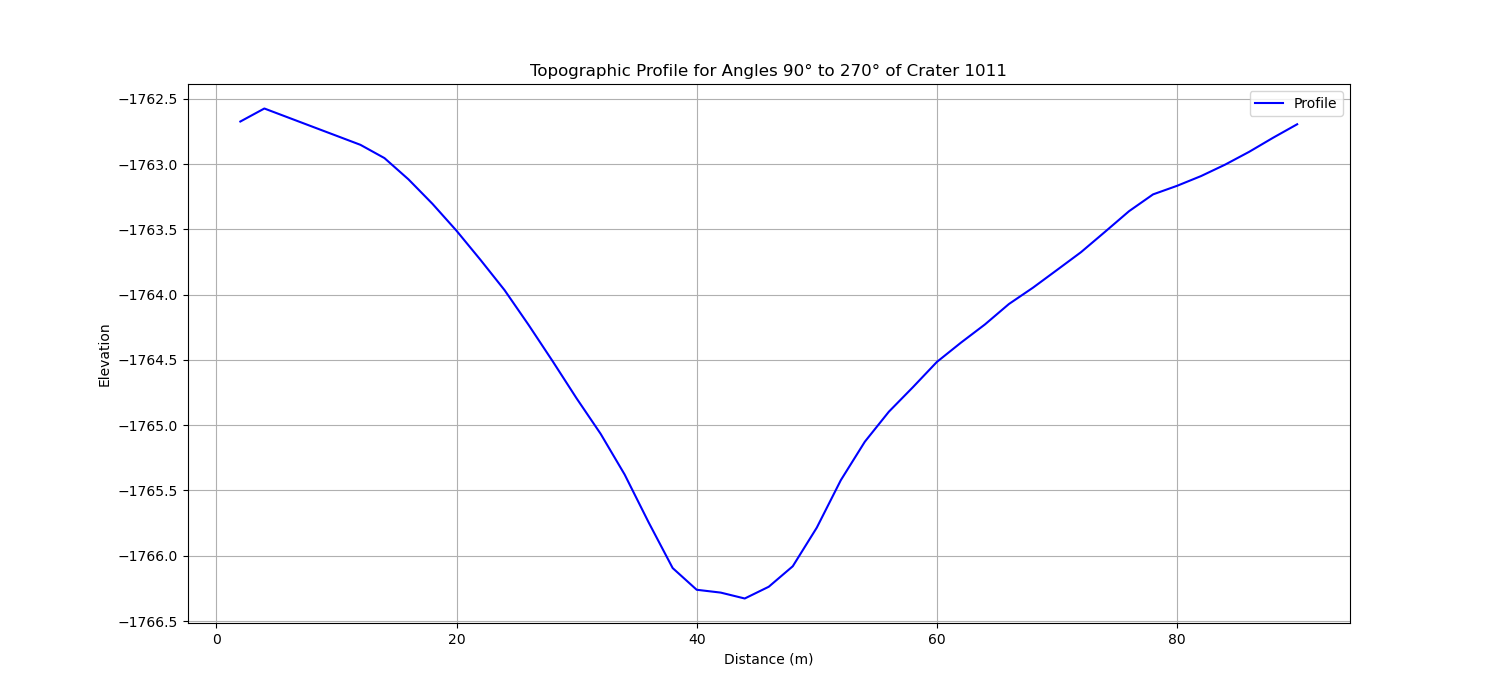 Topographic Profile for Angles 90° to 270° of Crater 1011
Profile
Elevation
−1762.5
−1763.0
−1763.5
−1764.0
−1764.5
−1765.0
−1765.5
−1766.0
−1766.5
0 20 40 60 80
Distance (m)